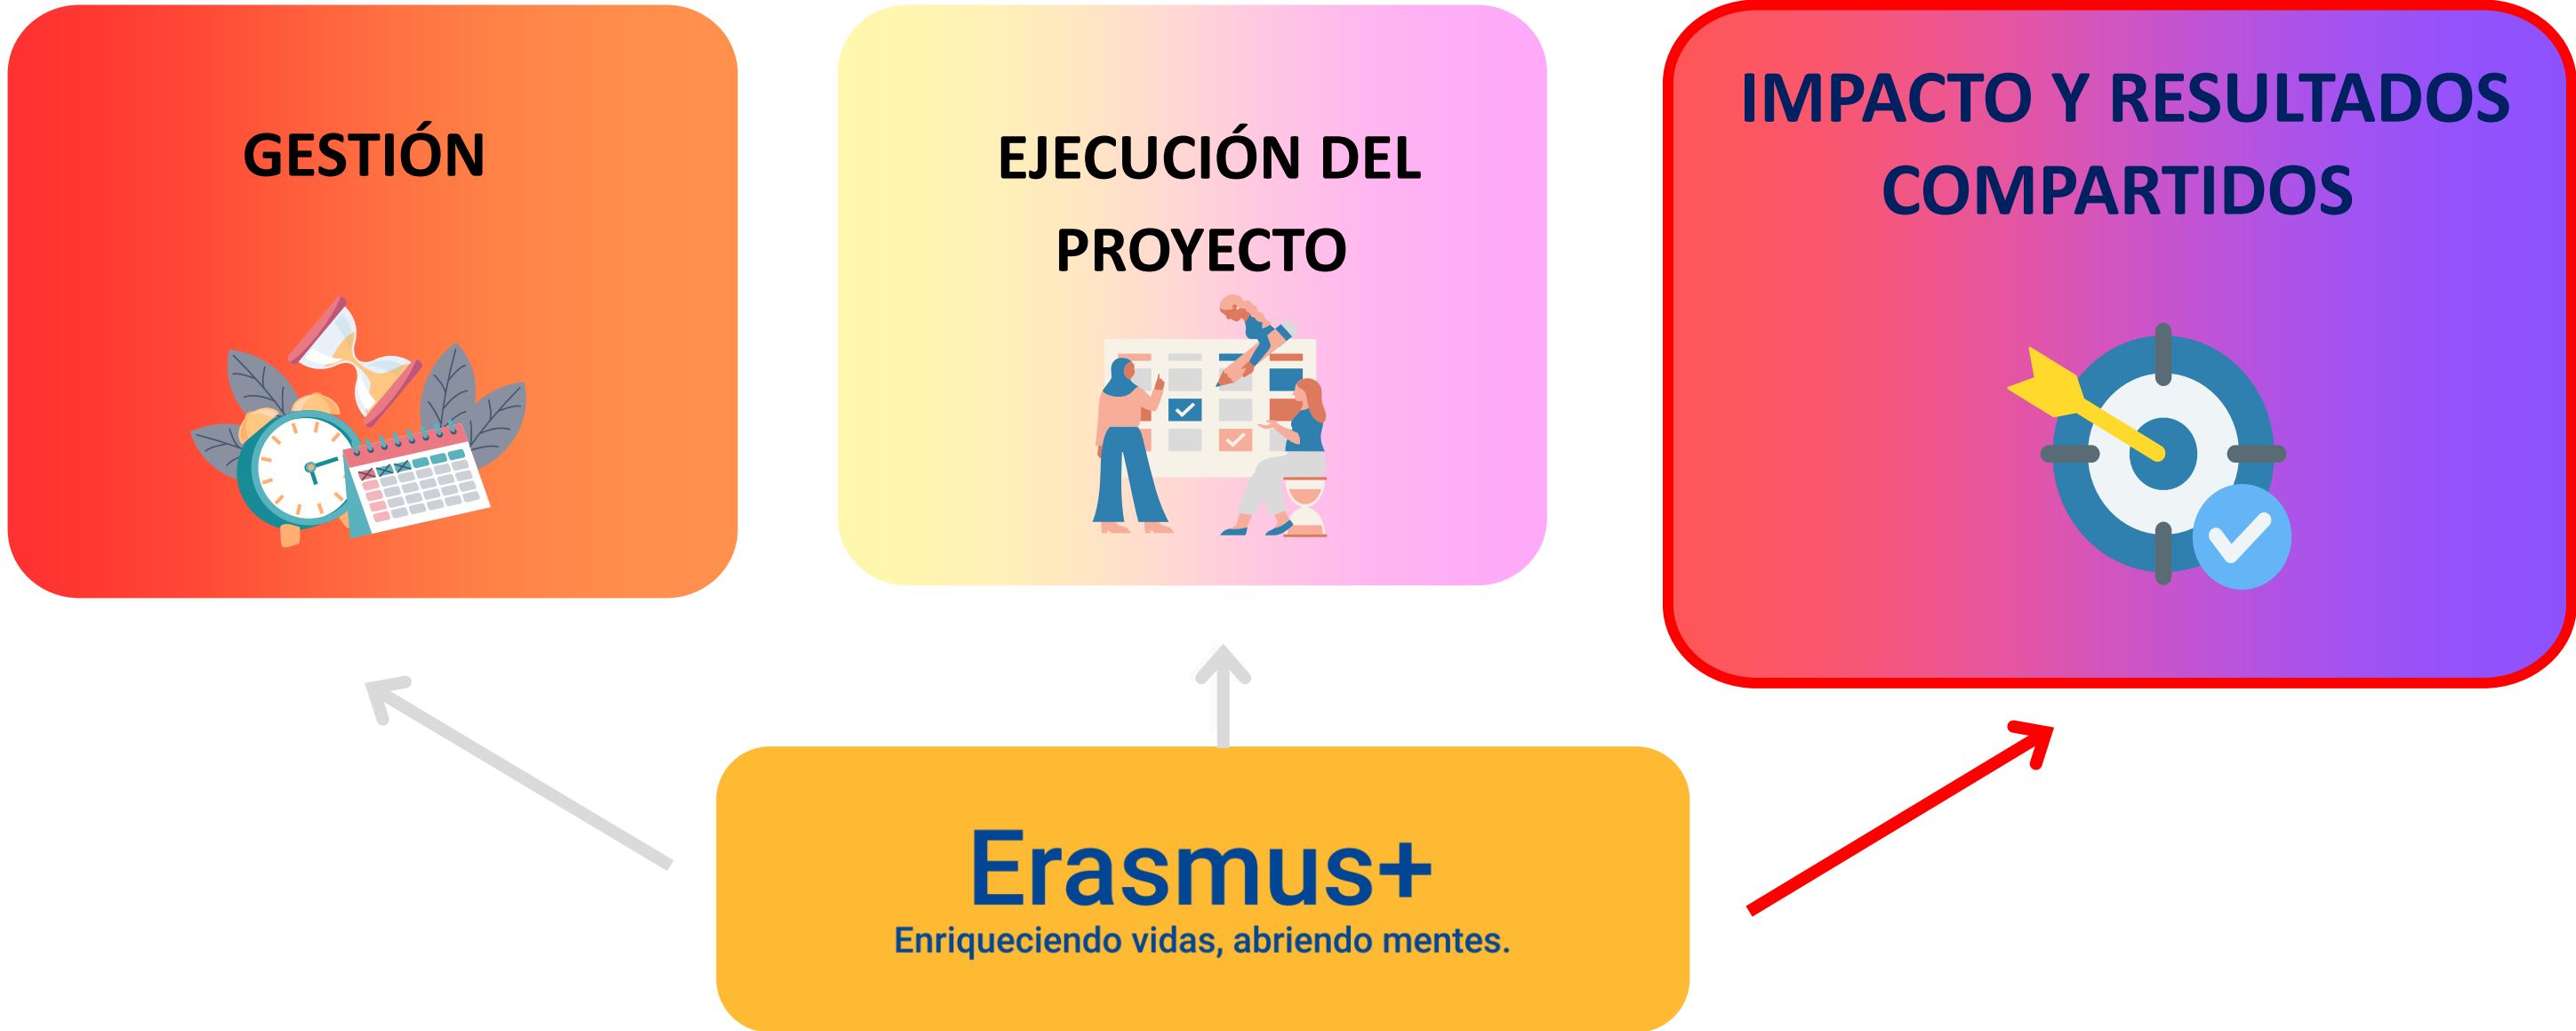 GESTIÓN
EJECUCIÓN DEL
PROYECTO
IMPACTO Y RESULTADOS
COMPARTIDOS
Erasmus+
Enriqueciendo vidas, abriendo mentes.